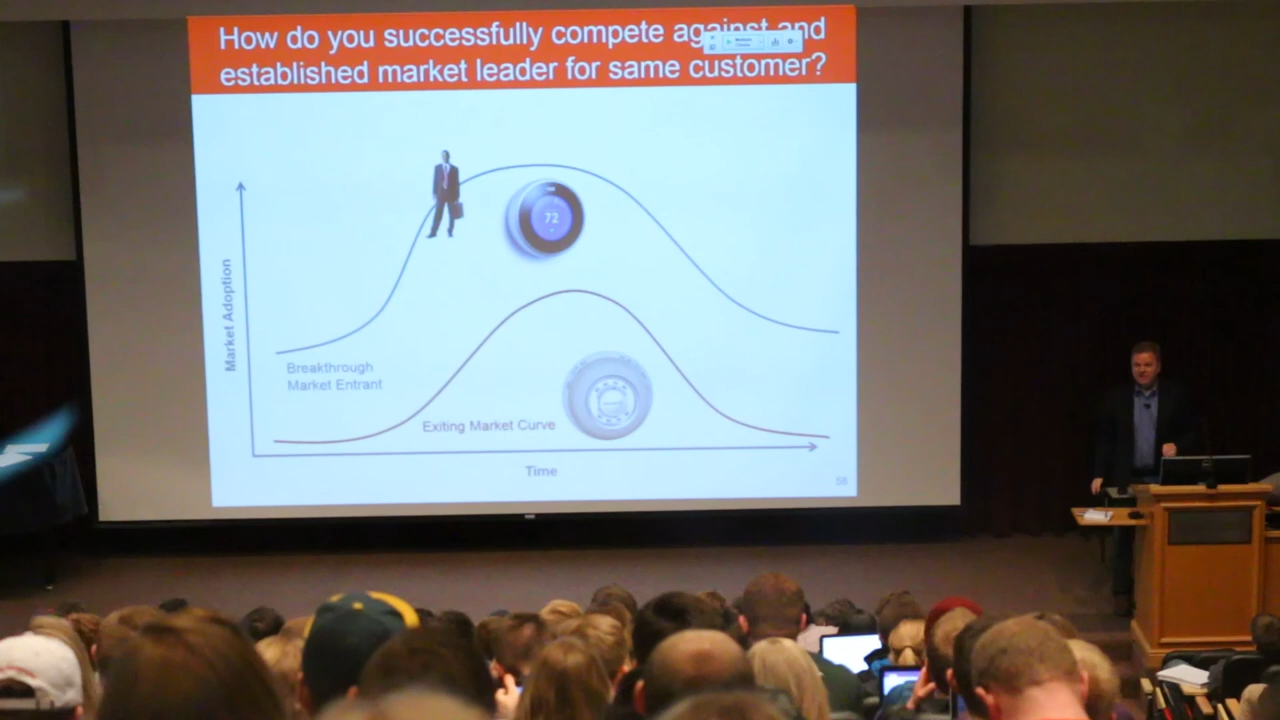 How do you successfully compete against and
established market leader for same customer?
72
Market Adoption
Breakthrough
Market Entrant
Exiting Market Curve
Time
58